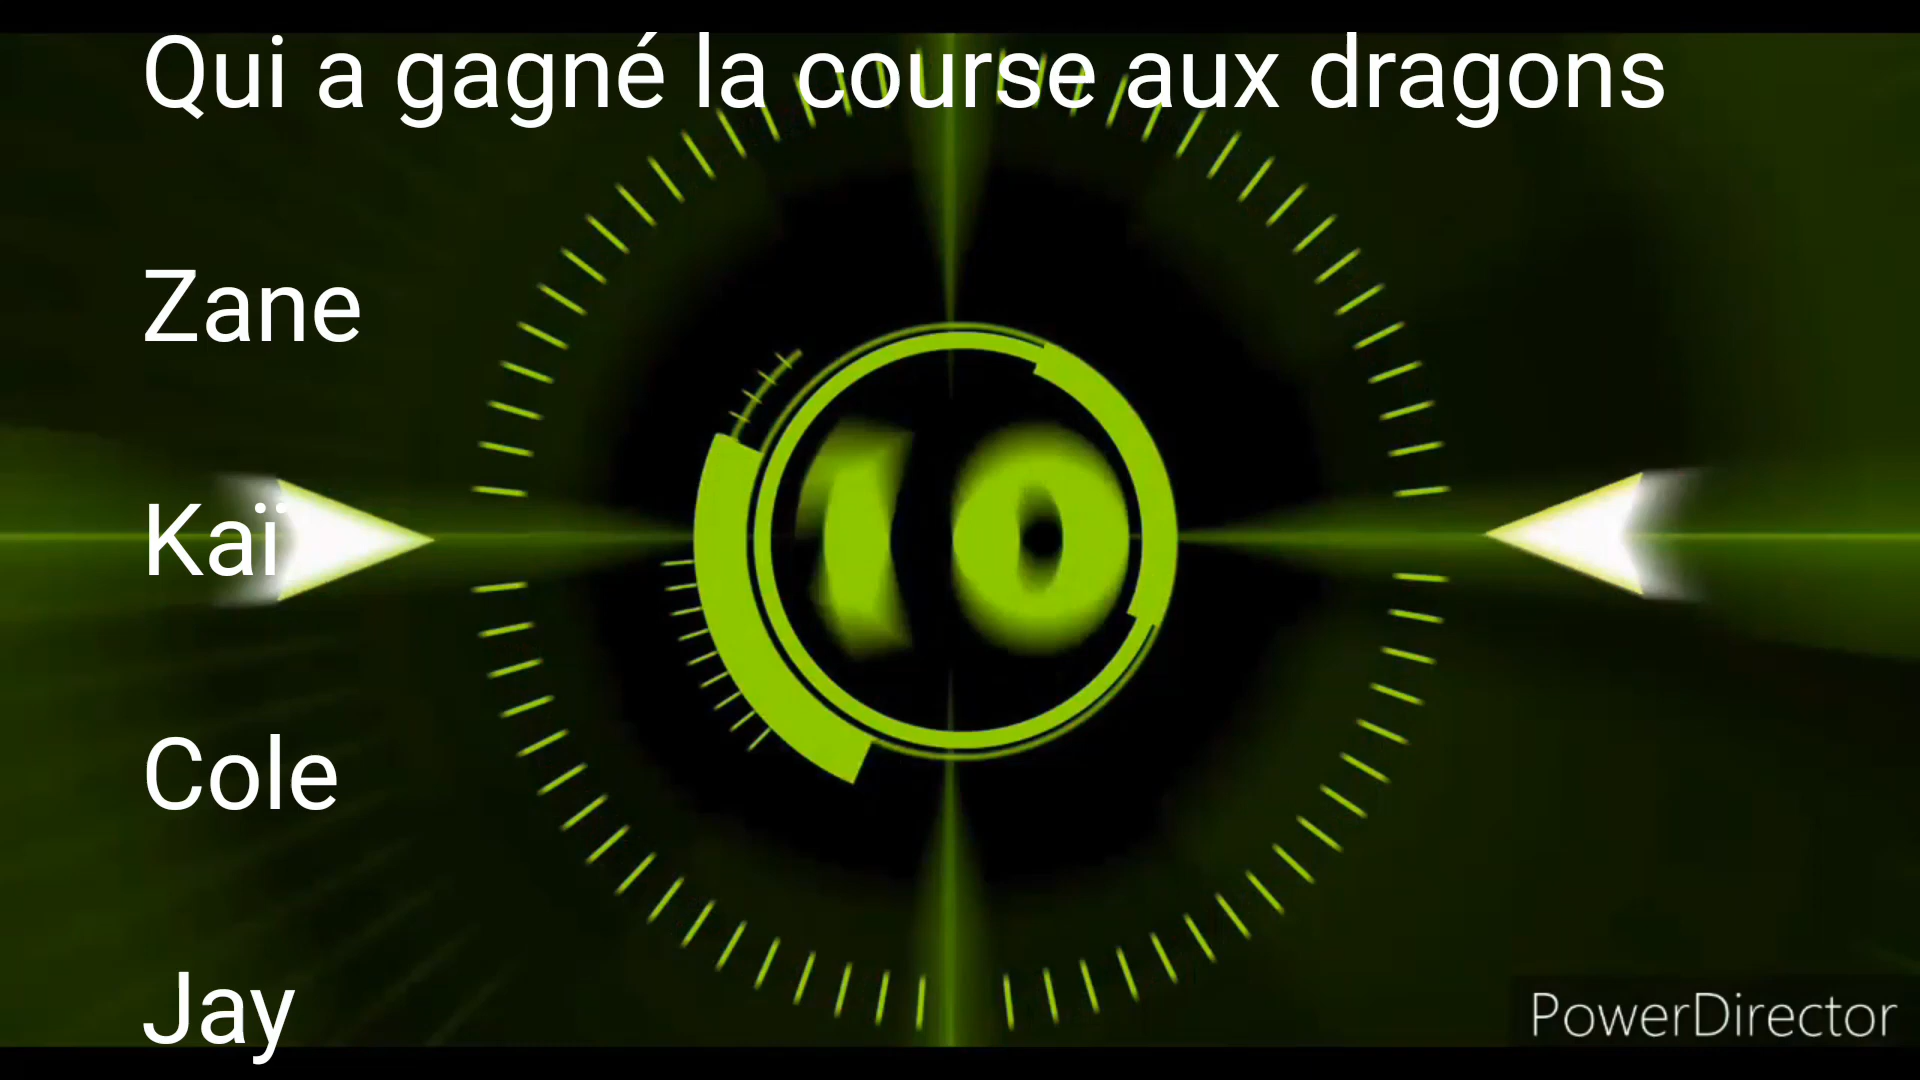 Qui a gagné la course aux dragons
Zane
Kaï
10
Cole
Jay
PowerDirector